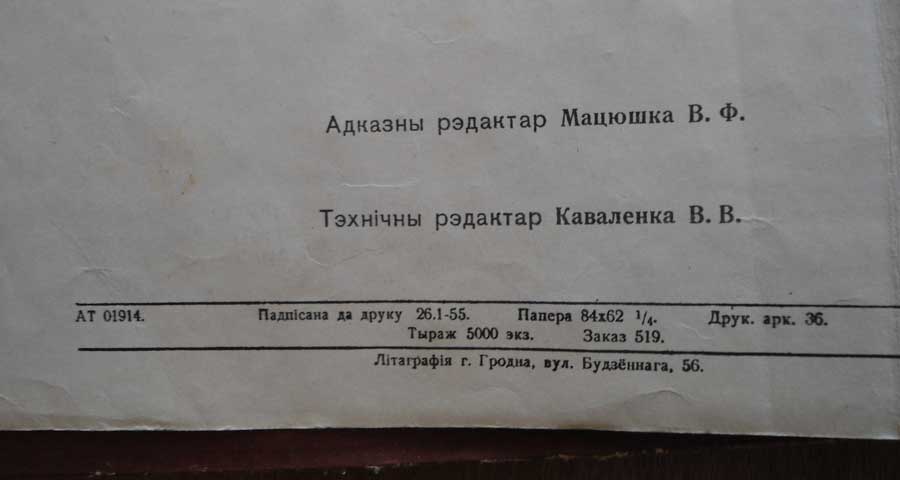 Адказны рэдактар Мацюшка В. Ф.
Тэхнічны рэдактар Каваленка В. В.
АТ 01914. Падпісана да друку 26.1-55. Папера 84х62 1/4. Друк. арк. 36.
Тыраж 5000 экз. Заказ 519.
Літаграфія г. Гродна, вул. Будзённага, 56.